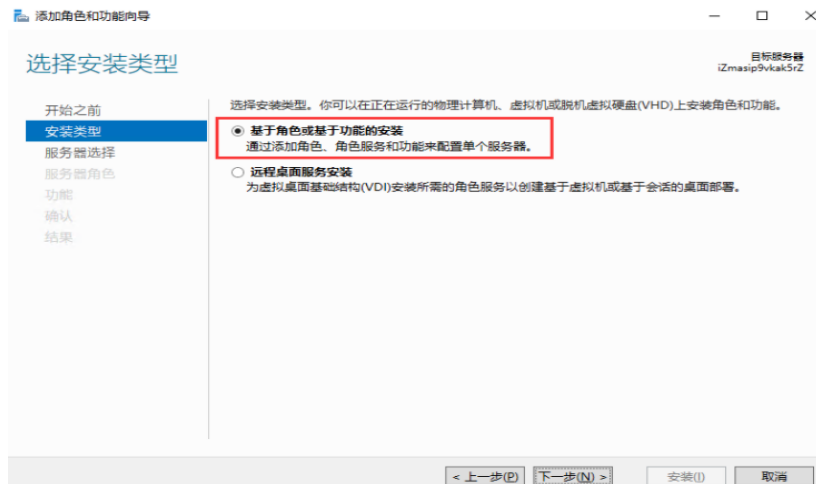 添加角色和功能向导
选择安装类型
目标服务器
iZmasip9vkak5rZ
开始之前
安装类型
服务器选择
服务器角色
功能
确认
结果
选择安装类型。你可以在正在运行的物理计算机、虚拟机或脱机虚拟硬盘(VHD)上安装角色和功能。
基于角色或基于功能的安装
通过添加角色、角色服务和功能来配置单个服务器。
远程桌面服务安装
为虚拟桌面基础结构(VDI)安装所需的角色服务以创建基于虚拟机或基于会话的桌面部署。
< 上一步(P)
下一步(N) >
安装(I)
取消